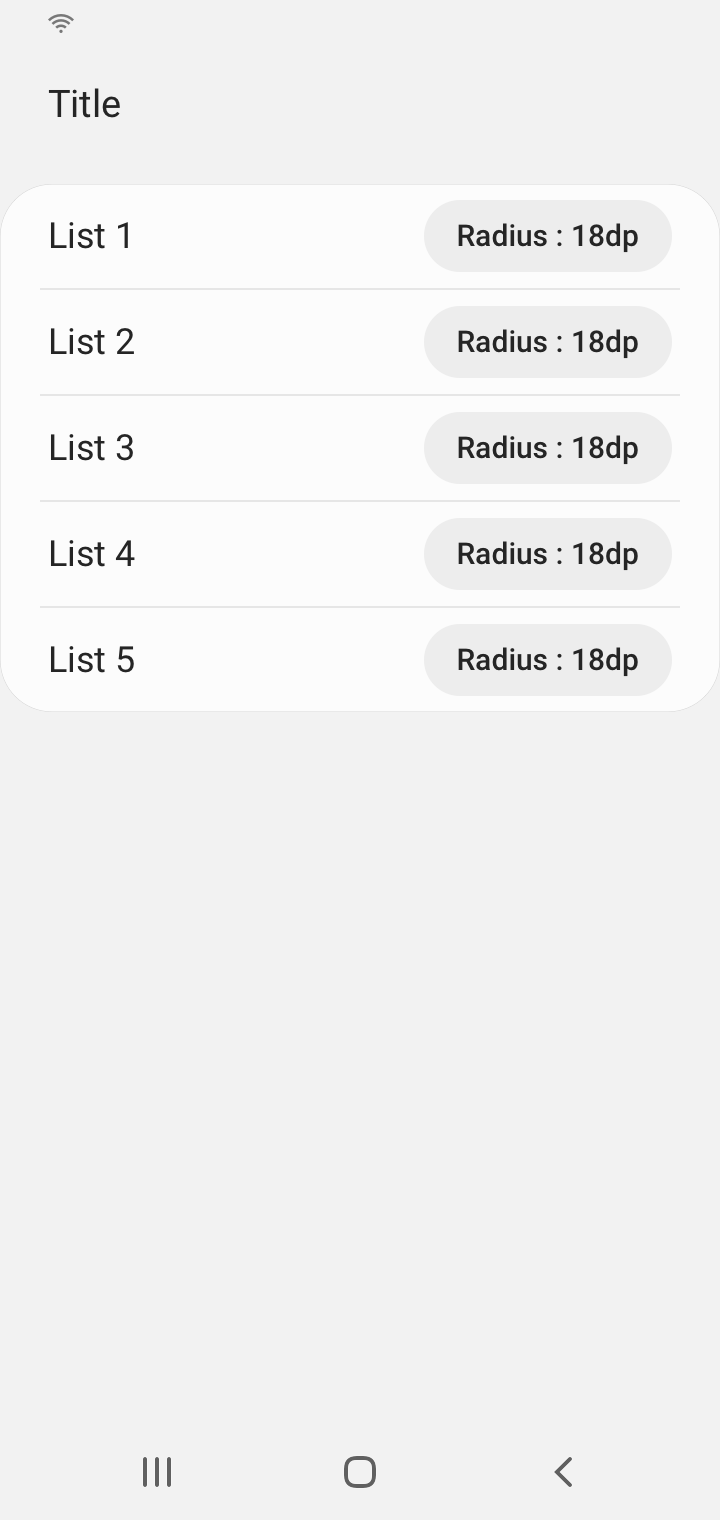 Title
List 1 Radius : 18dp
List 2 Radius : 18dp
List 3 Radius : 18dp
List 4 Radius : 18dp
List 5 Radius : 18dp